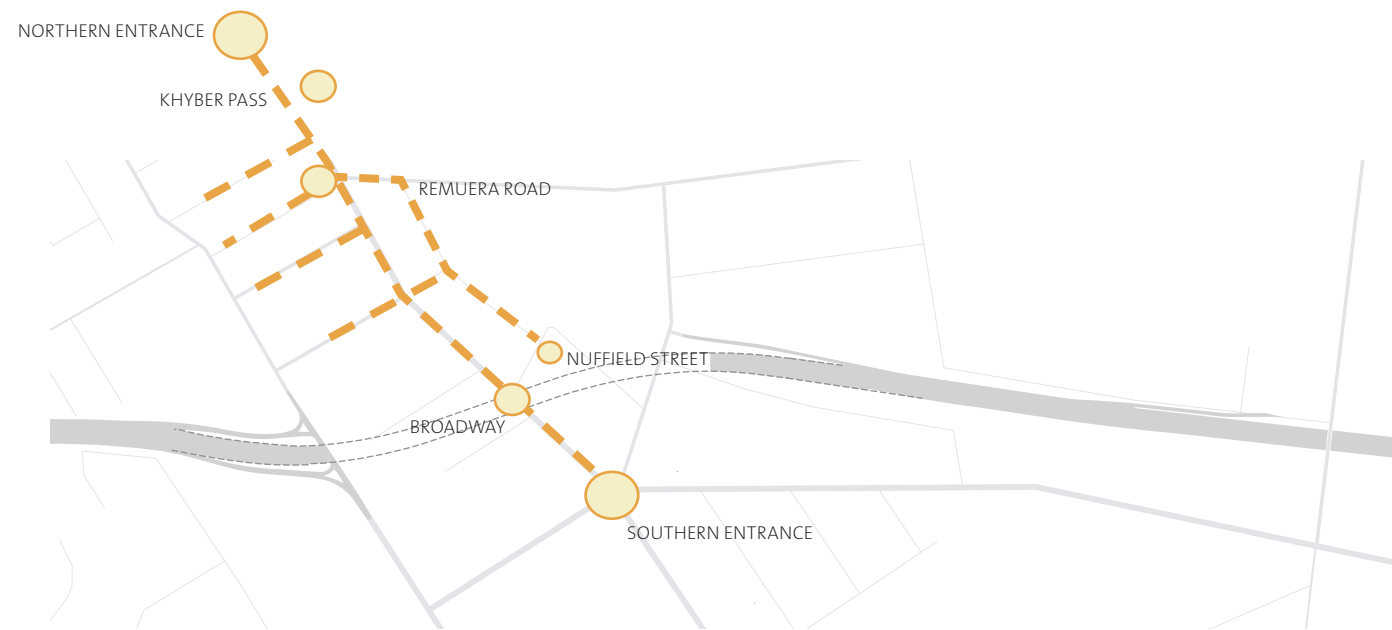 NORTHERN ENTRANCE
KHYBER PASS
REMUERA ROAD
NUFFIELD STREET
BROADWAY
SOUTHERN ENTRANCE